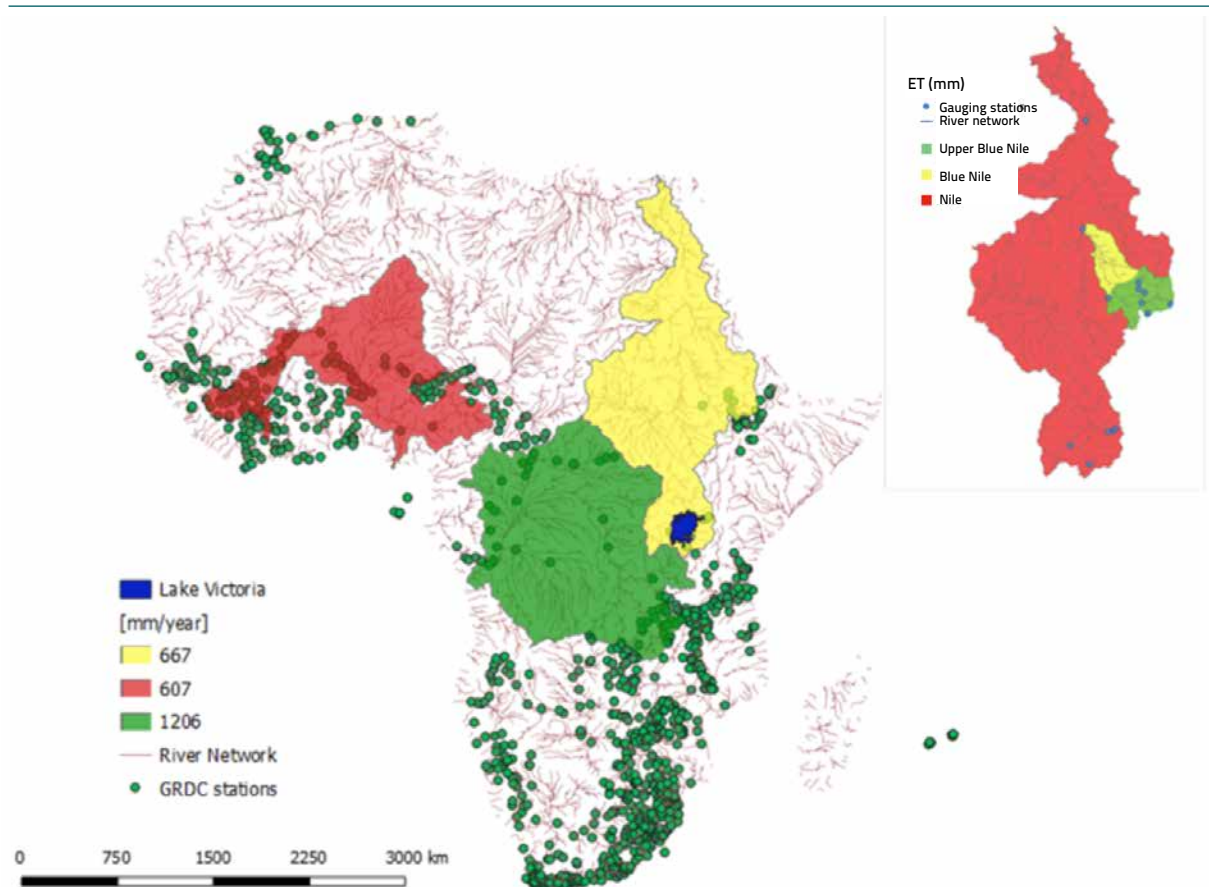 ET (mm)
Gauging stations
River network
Upper Blue Nile
Blue Nile
Nile
Lake Victoria
[mm/year]
667
607
1206
River Network
GRDC stations
0 750 1500 2250 3000 km